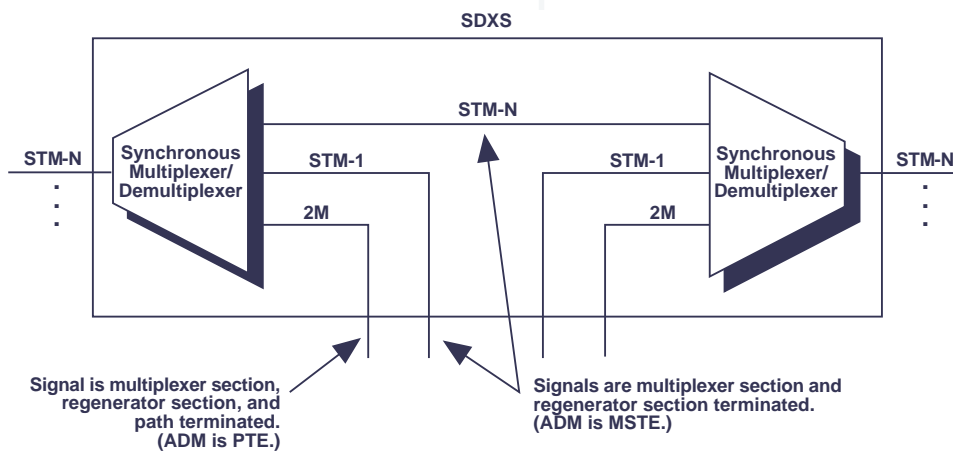 SDXS
STM-N
STM-N
Synchronous
Multiplexer/
Demultiplexer
STM-1
2M
STM-1
2M
Synchronous
Multiplexer/
Demultiplexer
STM-N
Signal is multiplexer section,
regenerator section, and
path terminated.
(ADM is PTE.)
Signals are multiplexer section and
regenerator section terminated.
(ADM is MSTE.)